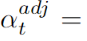 α_t^{adj} =